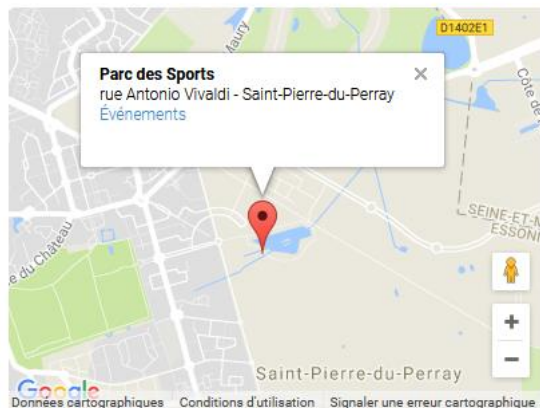 D1402E1
Maury
Parc des Sports
rue Antonio Vivaldi - Saint-Pierre-du-Perray
Événements
Côte de
SEINE-ET-M
ESSONN
e du Château
Saint-Pierre-du-Perray
Google
Données cartographiques Conditions d'utilisation Signaler une erreur cartographique